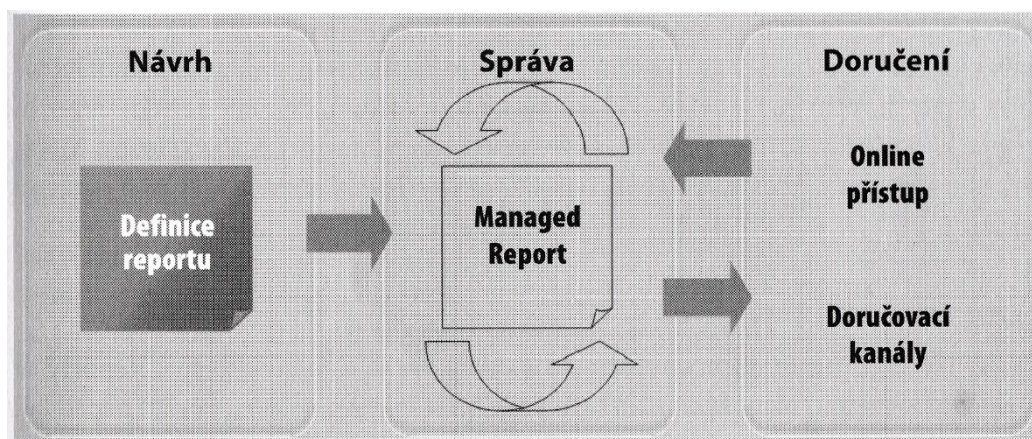 Návrh
Správa
Doručení
Definice
reportu
Managed
Report
Online
přístup
Doručovací
kanály